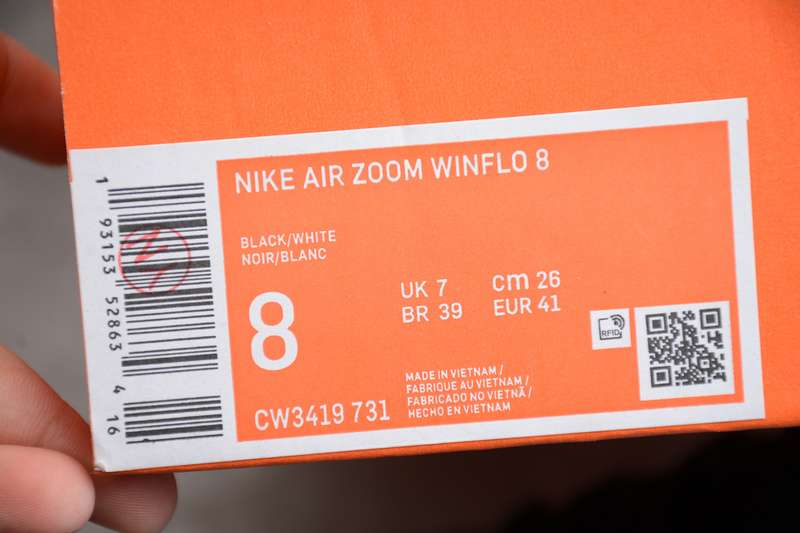 NIKE AIR ZOOM WINFLO 8
BLACK/WHITE
NOIR/BLANC
8
UK 7 cm 26
BR 39 EUR 41
CW3419 731
MADE IN VIETNAM /
FABRIQUE AU VIETNAM /
FABRICADO NO VIETNÃ /
HECHO EN VIETNAM
RFID
1 93153 52863 4 16